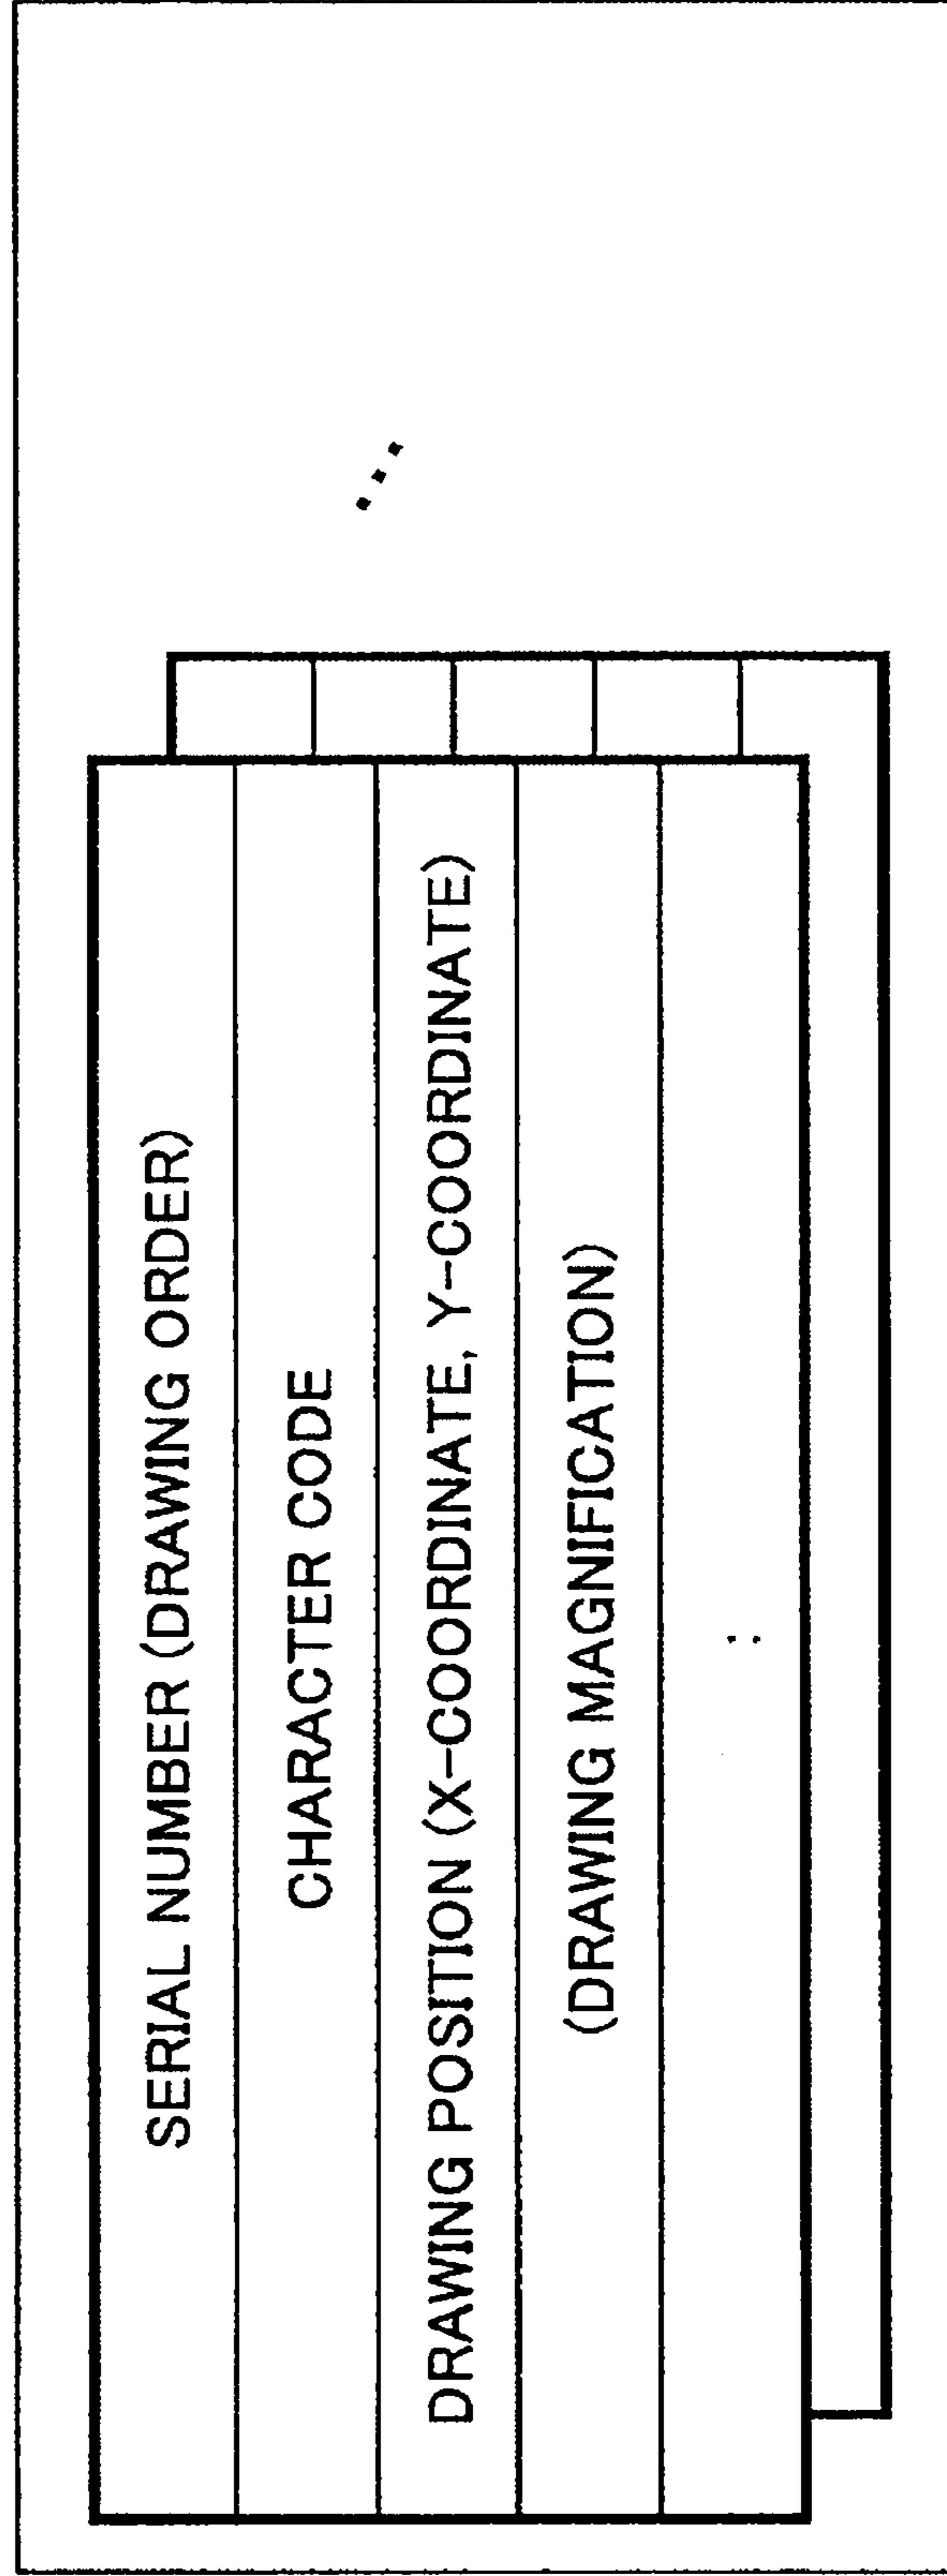 SERIAL NUMBER (DRAWING ORDER)
CHARACTER CODE
DRAWING POSITION (X-COORDINATE, Y-COORDINATE)
(DRAWING MAGNIFICATION)